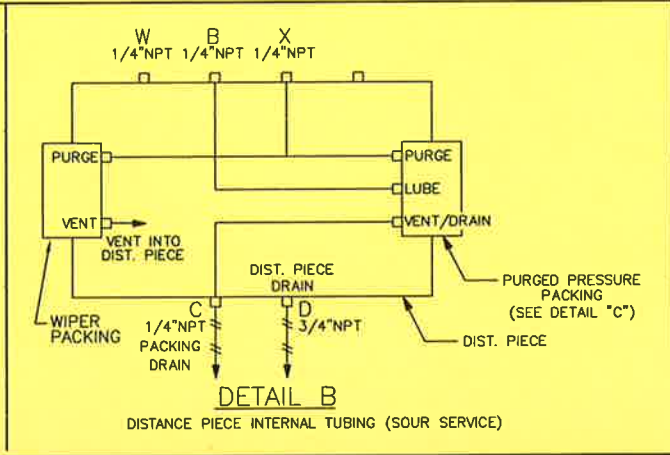 W B X
1/4"NPT 1/4"NPT 1/4"NPT
PURGE PURGE
LUBE
VENT VENT/DRAIN
VENT INTO
DIST. PIECE
DIST. PIECE
DRAIN
PURGED PRESSURE
PACKING
(SEE DETAIL "C")
WIPER
PACKING
C D
1/4"NPT 3/4"NPT
PACKING
DRAIN
DIST. PIECE
DETAIL B
DISTANCE PIECE INTERNAL TUBING (SOUR SERVICE)